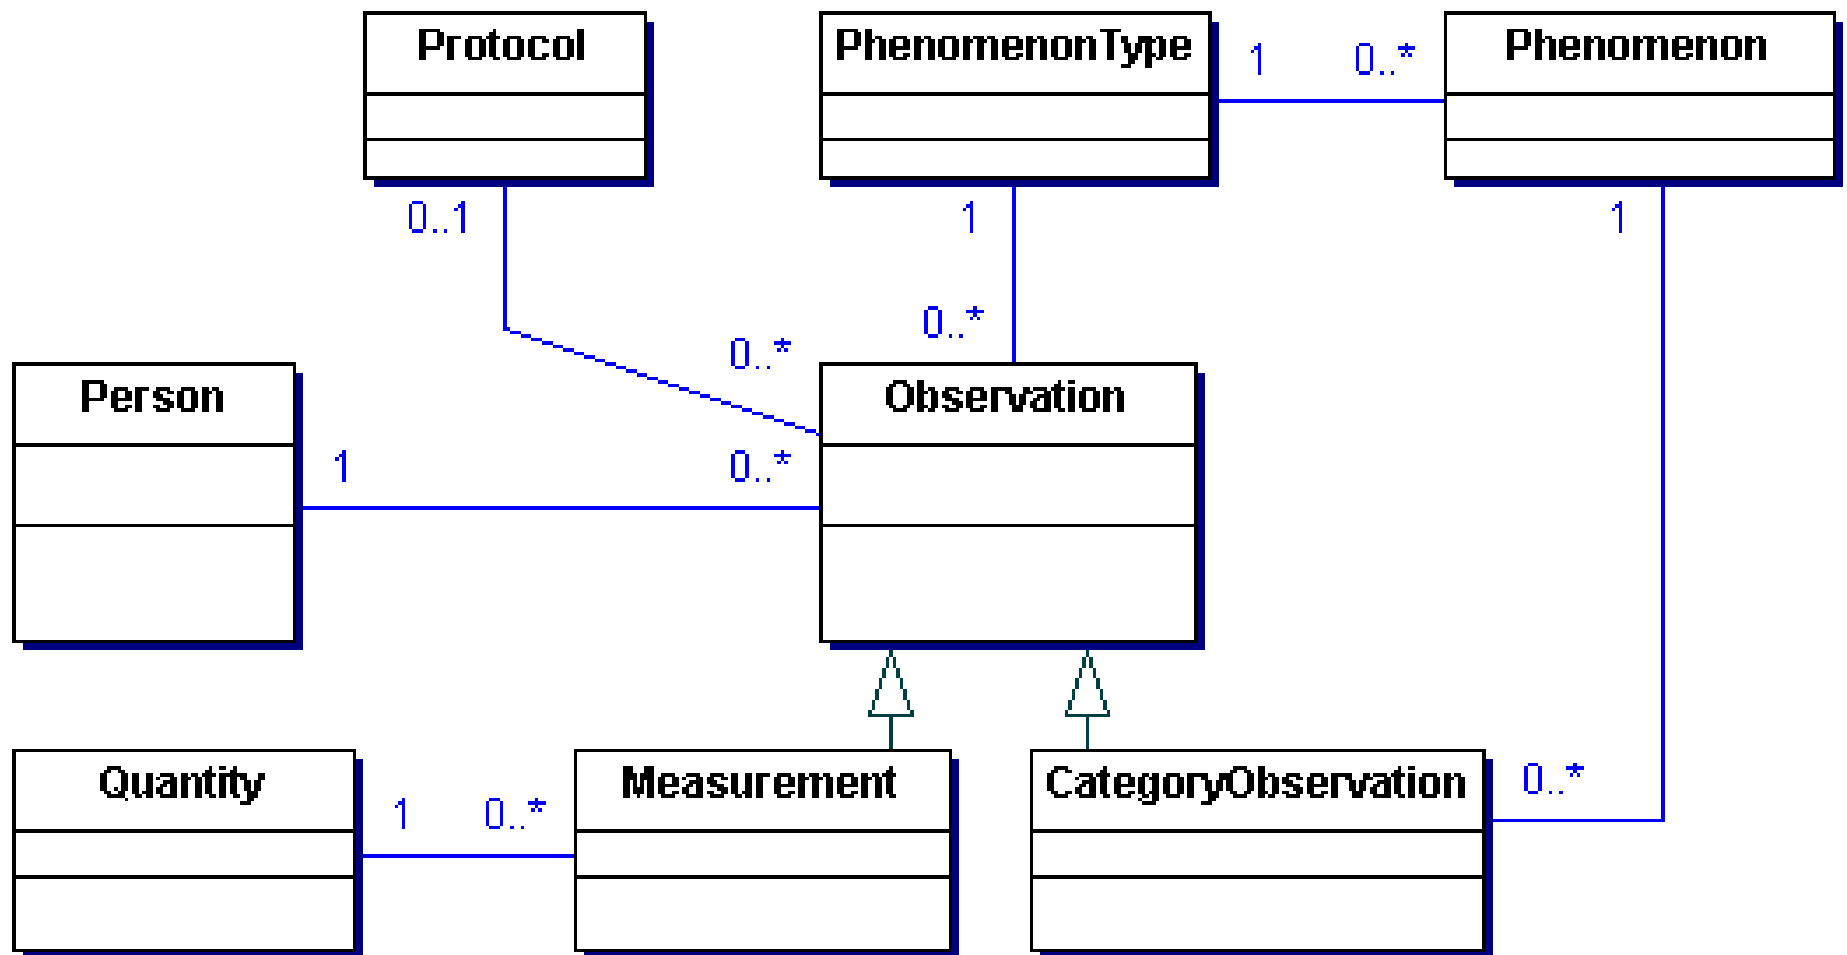 Protocol
PhenomenonType
1
0..*
Phenomenon
0..1
1
1
0..*
0..*
Person
Observation
1
0..*
Quantity
1
0..*
Measurement
CategoryObservation
0..*